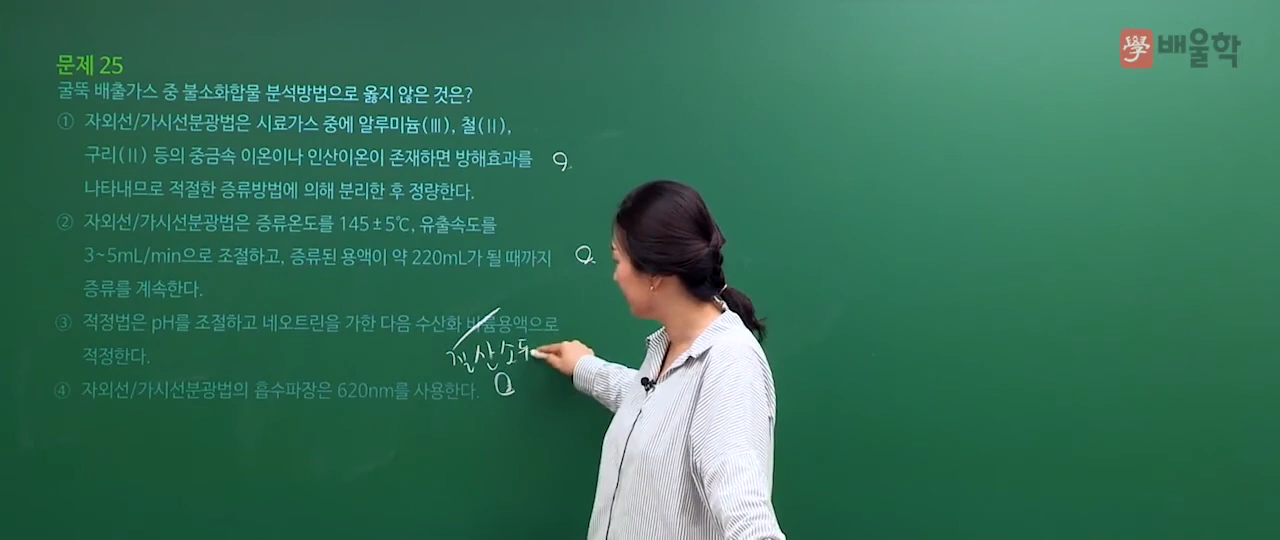 學 배울학
문제 25
굴뚝 배출가스 중 불소화합물 분석방법으로 옳지 않은 것은?
① 자외선/가시선분광법은 시료가스 중에 알루미늄(Ⅲ), 철(Ⅱ),
구리(Ⅱ) 등의 중금속 이온이나 인산이온이 존재하면 방해효과를
나타내므로 적절한 증류방법에 의해 분리한 후 정량한다.
② 자외선/가시선분광법은 증류온도를 145±5℃, 유출속도를
3~5mL/min으로 조절하고, 증류된 용액이 약 220mL가 될 때까지
증류를 계속한다.
③ 적정법은 pH를 조절하고 네오트린을 가한 다음 수산화 바륨용액으로
적정한다.
질산소듀
④ 자외선/가시선분광법의 흡수파장은 620nm를 사용한다.